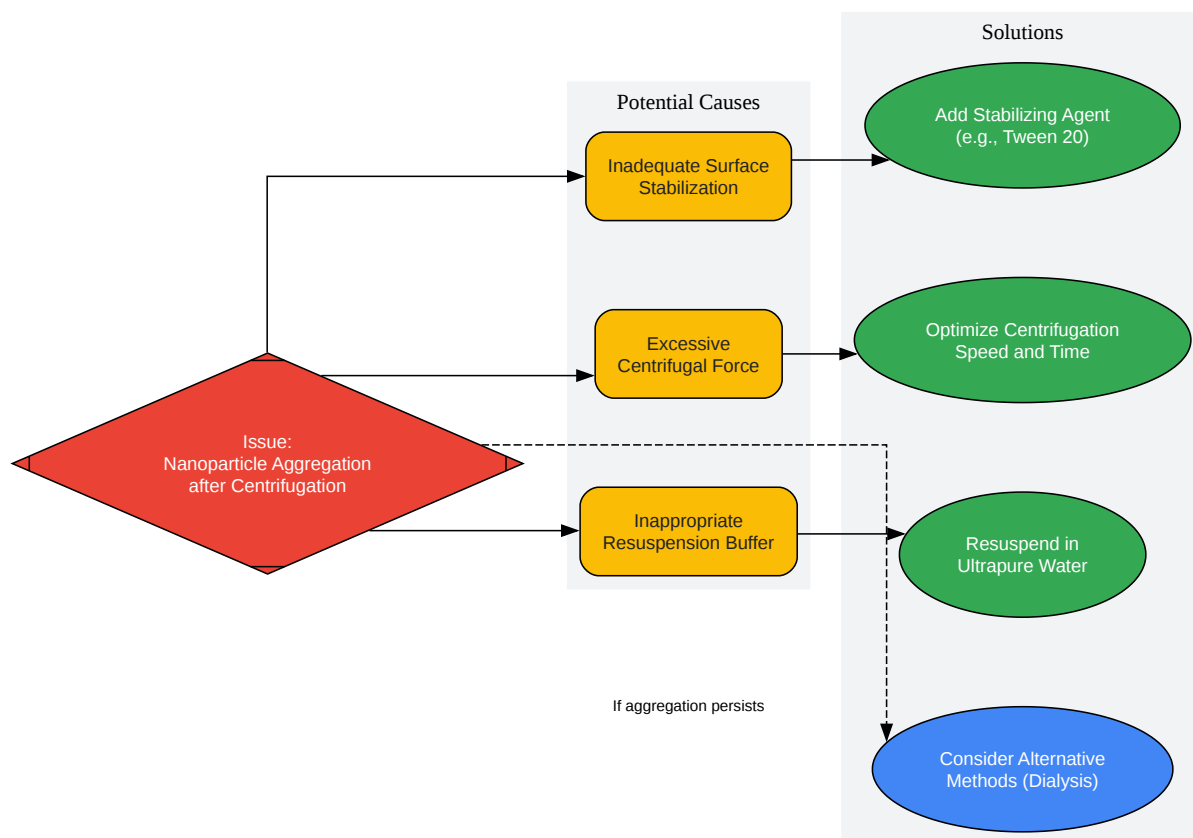 Solutions
Potential Causes
Add Stabilizing Agent
(e.g., Tween 20)
Inadequate Surface
Stabilization
Excessive
Centrifugal Force
Optimize Centrifugation
Speed and Time
Issue:
Nanoparticle Aggregation
after Centrifugation
Inappropriate
Resuspension Buffer
Resuspend in
Ultrapure Water
If aggregation persists
Consider Alternative
Methods (Dialysis)